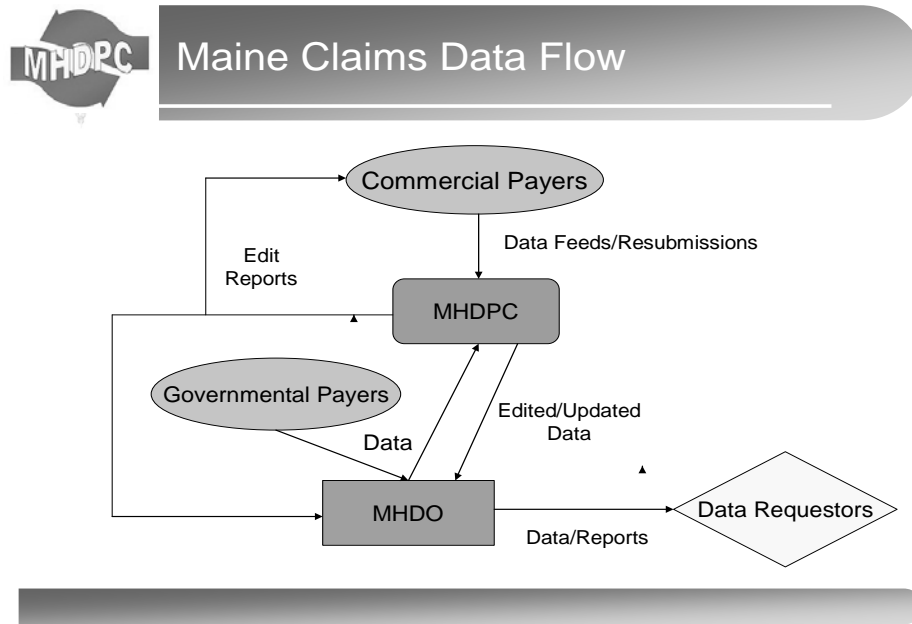 MHDPC
Maine Claims Data Flow
Commercial Payers
Data Feeds/Resubmissions
Edit
Reports
MHDPC
Governmental Payers
Edited/Updated
Data
Data
MHDO
Data Requestors
Data/Reports